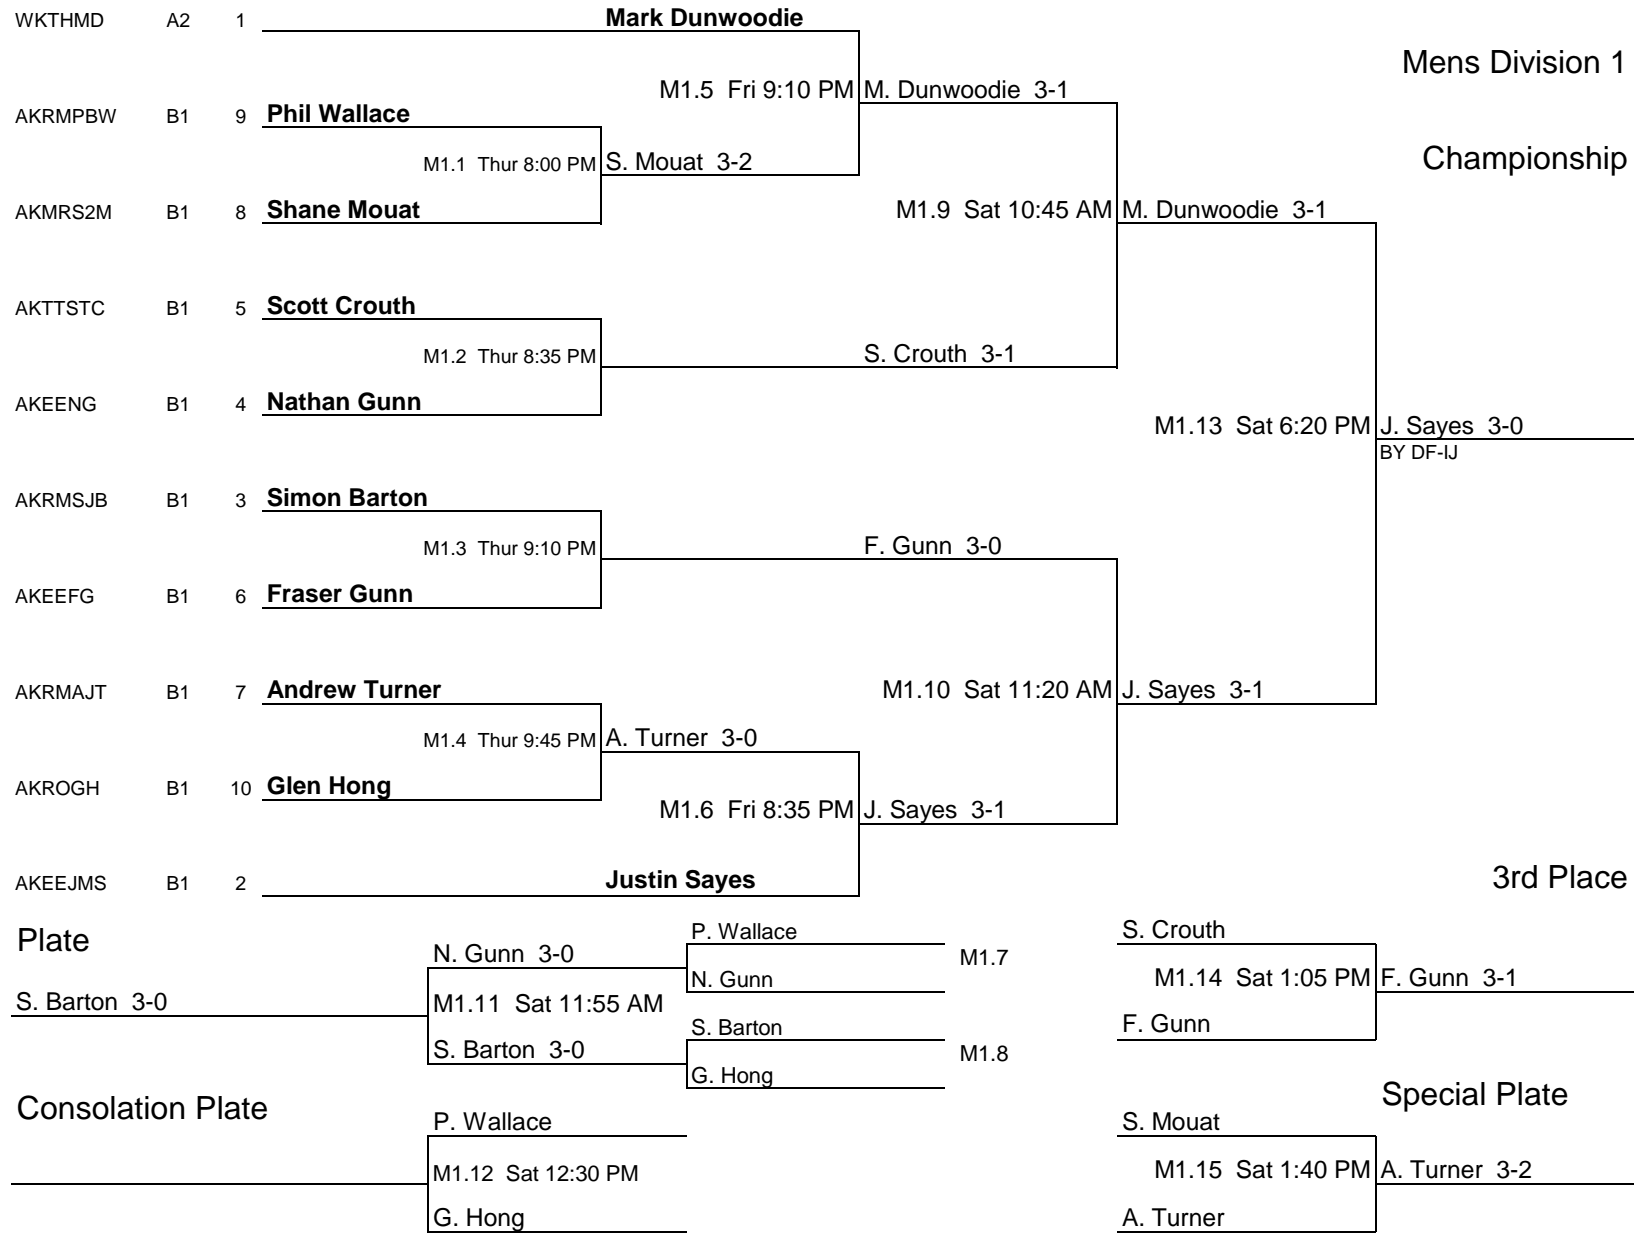 WKTHMD A2 1 Mark Dunwoodie
Mens Division 1
M1.5 Fri 9:10 PM M. Dunwoodie 3-1
AKRMPBW B1 9 Phil Wallace
M1.1 Thur 8:00 PM S. Mouat 3-2
Championship
AKMRS2M B1 8 Shane Mouat
M1.9 Sat 10:45 AM M. Dunwoodie 3-1
AKTTSTC B1 5 Scott Crouth
M1.2 Thur 8:35 PM S. Crouth 3-1
AKEENG B1 4 Nathan Gunn
M1.13 Sat 6:20 PM J. Sayes 3-0
BY DF-IJ
AKRMSJB B1 3 Simon Barton
M1.3 Thur 9:10 PM F. Gunn 3-0
AKEEFG B1 6 Fraser Gunn
AKRMAJT B1 7 Andrew Turner
M1.10 Sat 11:20 AM J. Sayes 3-1
M1.4 Thur 9:45 PM A. Turner 3-0
AKROGH B1 10 Glen Hong
M1.6 Fri 8:35 PM J. Sayes 3-1
AKEEJMS B1 2 Justin Sayes
3rd Place
Plate
P. Wallace
S. Crouth
N. Gunn 3-0
M1.7
N. Gunn
M1.14 Sat 1:05 PM F. Gunn 3-1
S. Barton 3-0
M1.11 Sat 11:55 AM
S. Barton
F. Gunn
S. Barton 3-0
M1.8
G. Hong
Special Plate
Consolation Plate
P. Wallace
S. Mouat
M1.12 Sat 12:30 PM
M1.15 Sat 1:40 PM A. Turner 3-2
G. Hong
A. Turner